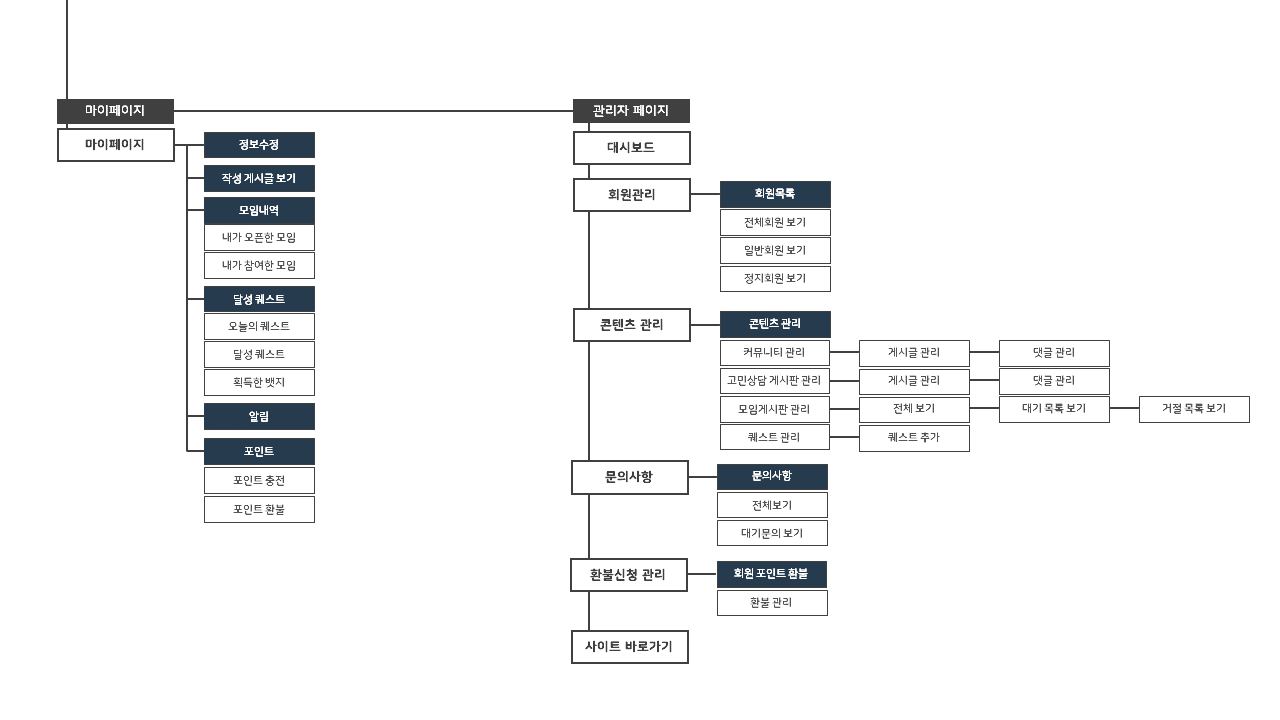 마이페이지
마이페이지
정보수정
작성 게시글 보기
모임내역
내가 오픈한 모임
내가 참여한 모임
달성 퀘스트
오늘의 퀘스트
달성 퀘스트
획득한 뱃지
알림
포인트
포인트 충전
포인트 환불
관리자 페이지
대시보드
회원관리
회원목록
전체회원 보기
일반회원 보기
정지회원 보기
콘텐츠 관리
콘텐츠 관리
커뮤니티 관리
게시글 관리
댓글 관리
고민상담 게시판 관리
게시글 관리
댓글 관리
모임게시판 관리
전체 보기
대기 목록 보기
거절 목록 보기
퀘스트 관리
퀘스트 추가
문의사항
문의사항
전체보기
대기문의 보기
환불신청 관리
회원 포인트 환불
환불 관리
사이트 바로가기